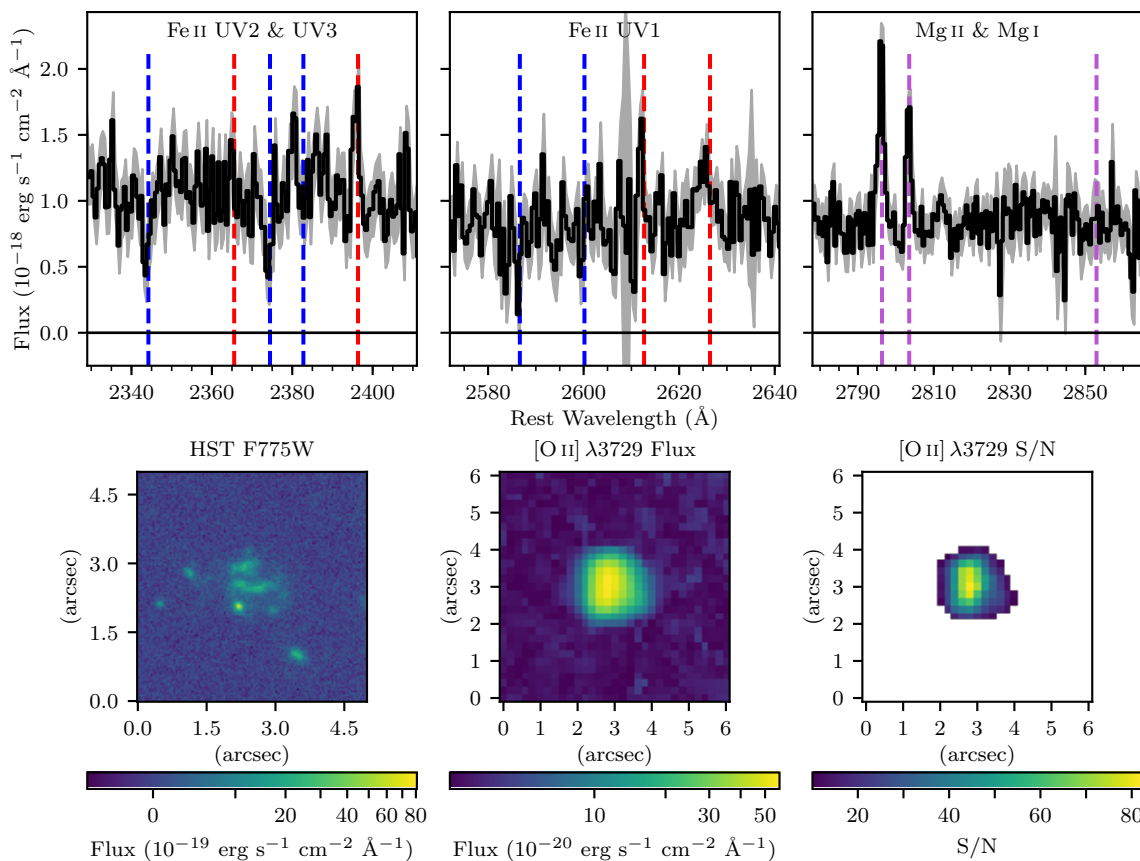 Fe II UV2 & UV3 Fe II UV1 Mg II & Mg I
Flux (10⁻¹⁸ erg s⁻¹ cm⁻² Å⁻¹)
2.0
1.5
1.0
0.5
0.0
2340 2360 2380 2400 2580 2600 2620 2640 2790 2810 2830 2850
Rest Wavelength (Å)
HST F775W [O II] λ3729 Flux [O II] λ3729 S/N
(arcsec)
4.5
3.0
1.5
0.0
0.0 1.5 3.0 4.5
(arcsec)
(arcsec)
6
5
4
3
2
1
0
0 1 2 3 4 5 6
(arcsec)
(arcsec)
6
5
4
3
2
1
0
0 1 2 3 4 5 6
(arcsec)
0 20 40 60 80
Flux (10⁻¹⁹ erg s⁻¹ cm⁻² Å⁻¹)
10 30 50
Flux (10⁻²⁰ erg s⁻¹ cm⁻² Å⁻¹)
20 40 60 80
S/N